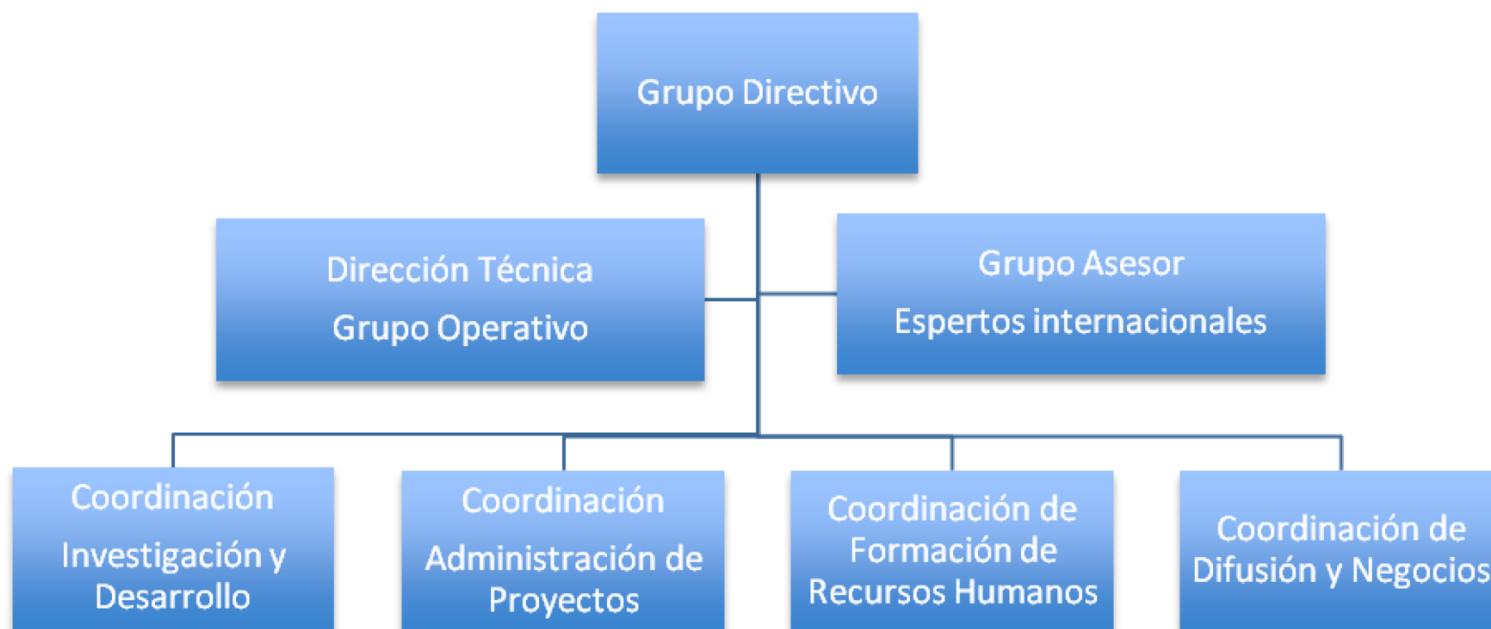 Grupo Directivo
Dirección Técnica
Grupo Operativo
Grupo Asesor
Espertos internacionales
Coordinación
Investigación y
Desarrollo
Coordinación
Administración de
Proyectos
Coordinación de
Formación de
Recursos Humanos
Coordinación de
Difusión y Negocios